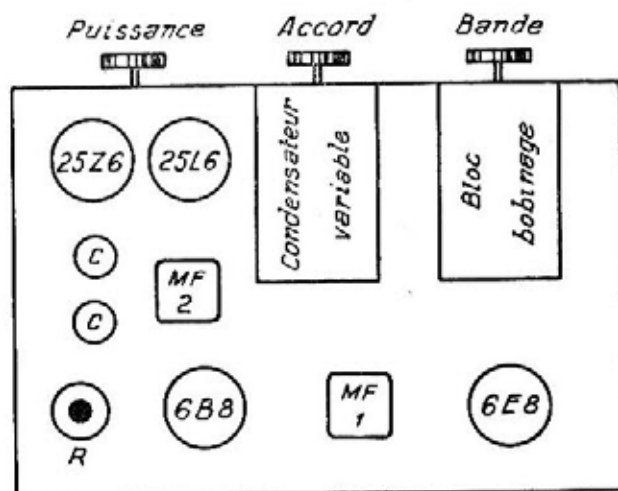 Puissance
Accord
Bande
25Z6
25L6
Condensateur
variable
Bloc
bobinage
C
MF
2
C
6B8
MF
1
6E8
R